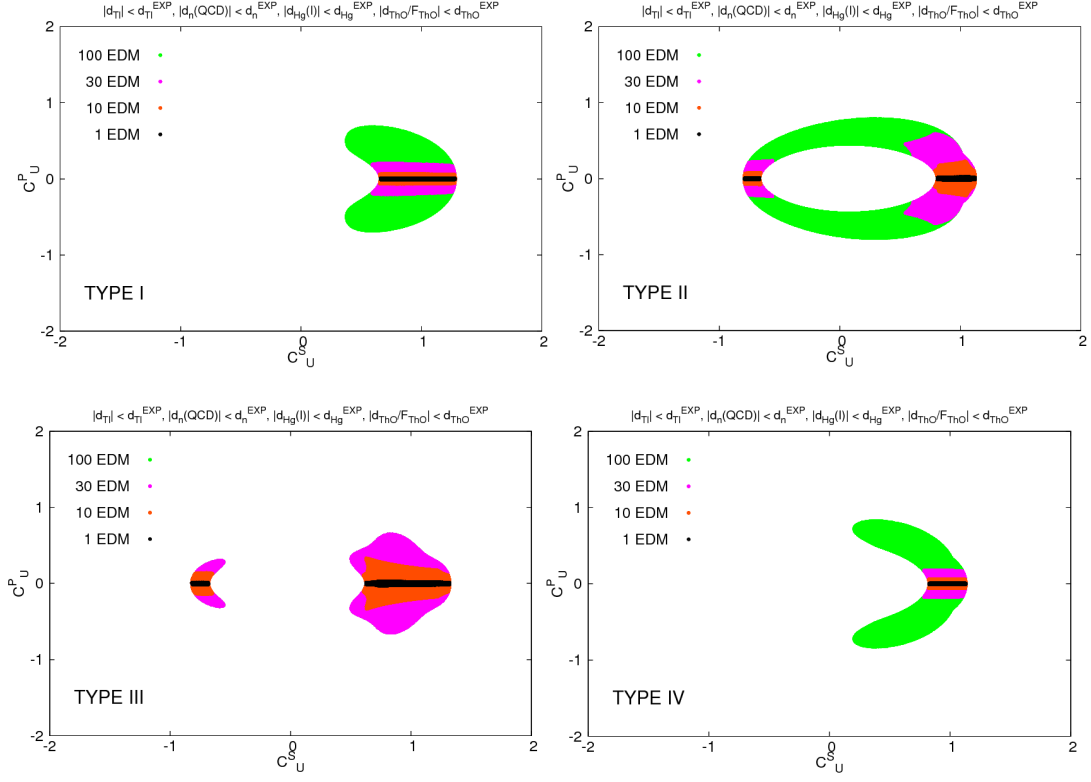 |d_Tl| < d_Tl^EXP, |d_n(QCD)| < d_n^EXP, |d_Hg(I)| < d_Hg^EXP, |d_ThO/F_ThO| < d_ThO^EXP
2
100 EDM
30 EDM
10 EDM
1 EDM
1
C^P_U
0
-1
TYPE I
-2
-2 -1 0 1 2
C^S_U
|d_Tl| < d_Tl^EXP, |d_n(QCD)| < d_n^EXP, |d_Hg(I)| < d_Hg^EXP, |d_ThO/F_ThO| < d_ThO^EXP
2
100 EDM
30 EDM
10 EDM
1 EDM
1
C^P_U
0
-1
TYPE II
-2
-2 -1 0 1 2
C^S_U
|d_Tl| < d_Tl^EXP, |d_n(QCD)| < d_n^EXP, |d_Hg(I)| < d_Hg^EXP, |d_ThO/F_ThO| < d_ThO^EXP
2
100 EDM
30 EDM
10 EDM
1 EDM
1
C^P_U
0
-1
TYPE III
-2
-2 -1 0 1 2
C^S_U
|d_Tl| < d_Tl^EXP, |d_n(QCD)| < d_n^EXP, |d_Hg(I)| < d_Hg^EXP, |d_ThO/F_ThO| < d_ThO^EXP
2
100 EDM
30 EDM
10 EDM
1 EDM
1
C^P_U
0
-1
TYPE IV
-2
-2 -1 0 1 2
C^S_U